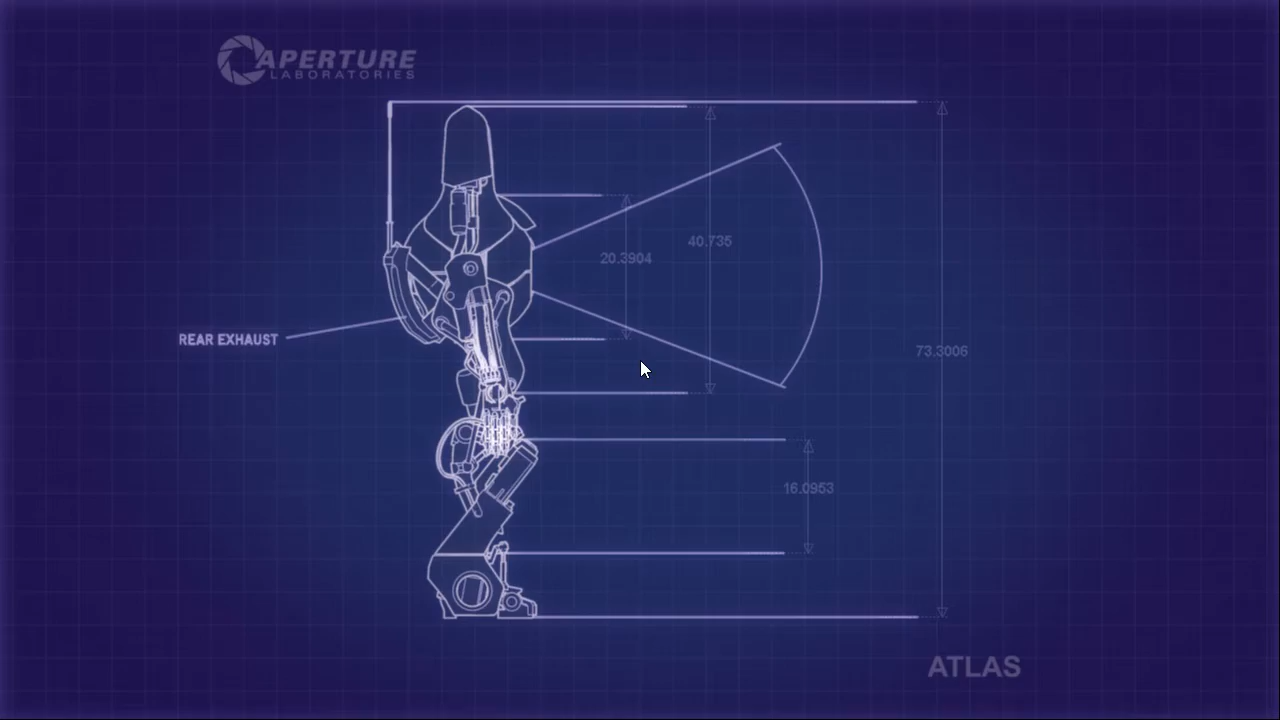 APERTURE
LABORATORIES
40.735
20.3904
REAR EXHAUST
73.3006
16.0953
ATLAS